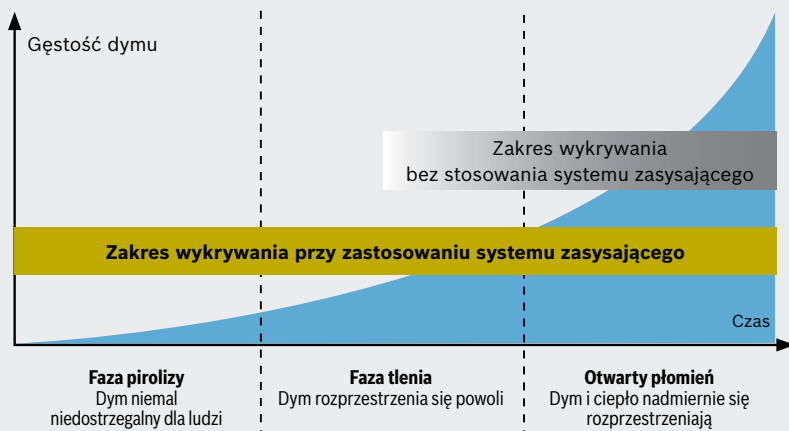 Gęstość dymu
Zakres wykrywania
bez stosowania systemu zasysającego
Zakres wykrywania przy zastosowaniu systemu zasysającego
Czas
Faza pirolizy
Dym niemal
niedostrzegalny dla ludzi
Faza tlenia
Dym rozprzestrzenia się powoli
Otwarty płomień
Dym i ciepło nadmiernie się
rozprzestrzeniają